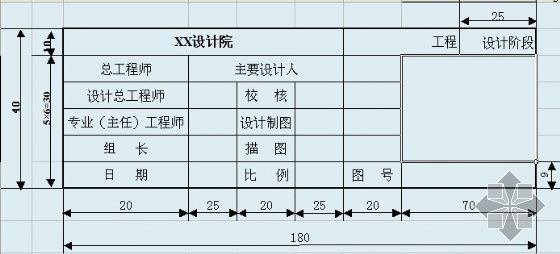 25
XX设计院 工程 设计阶段
10
总工程师 主要设计人
设计总工程师 校 核
40
5×6=30
专业（主任）工程师 设计制图
组 长 描 图
日 期 比 例 图 号
9
20 25 20 25 20 70
180